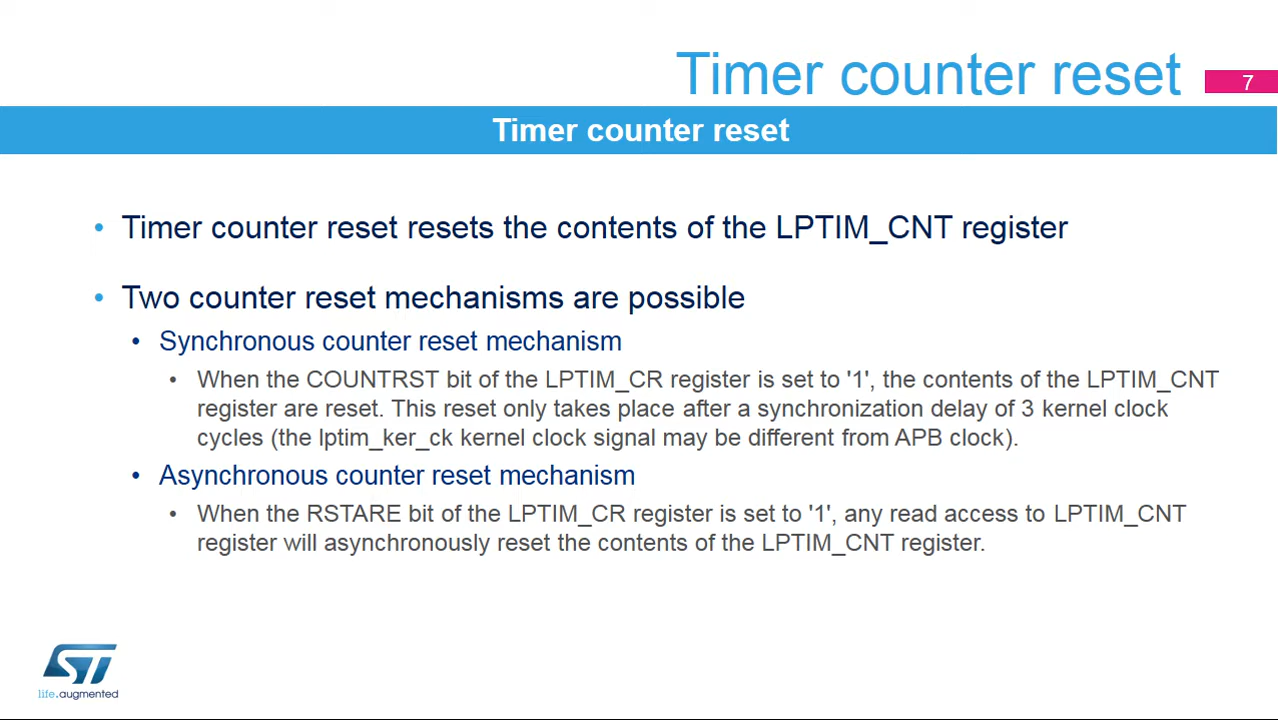 Timer counter reset
7
Timer counter reset
• Timer counter reset resets the contents of the LPTIM_CNT register
• Two counter reset mechanisms are possible
• Synchronous counter reset mechanism
• When the COUNTRST bit of the LPTIM_CR register is set to '1', the contents of the LPTIM_CNT
register are reset. This reset only takes place after a synchronization delay of 3 kernel clock
cycles (the lptim_ker_ck kernel clock signal may be different from APB clock).
• Asynchronous counter reset mechanism
• When the RSTARE bit of the LPTIM_CR register is set to '1', any read access to LPTIM_CNT
register will asynchronously reset the contents of the LPTIM_CNT register.
ST
life.augmented